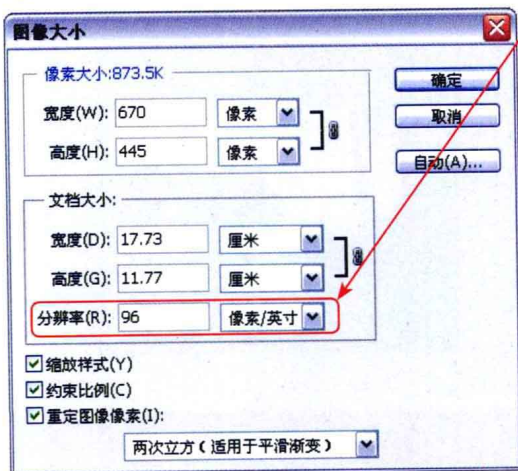 图像大小
像素大小:873.5K
确定
宽度(W): 670 像素
取消
高度(H): 445 像素
自动(A)...
文档大小:
宽度(D): 17.73 厘米
高度(G): 11.77 厘米
分辨率(R): 96 像素/英寸
缩放样式(Y)
约束比例(C)
重定图像像素(I):
两次立方(适用于平滑渐变)